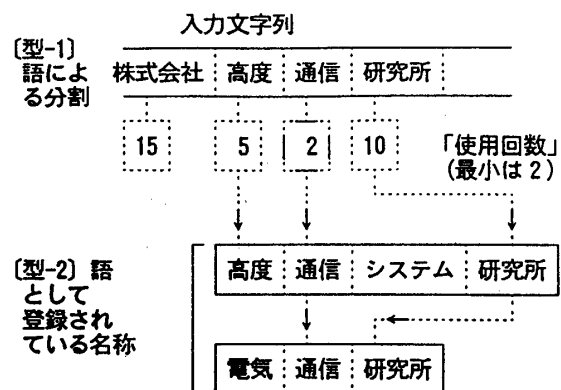 入力文字列
〔型-1〕
語によ
る分割
株式会社 高度 通信 研究所
15 5 2 10
「使用回数」
(最小は2)
〔型-2〕語
として
登録され
ている名称
高度 通信 システム 研究所
電気 通信 研究所